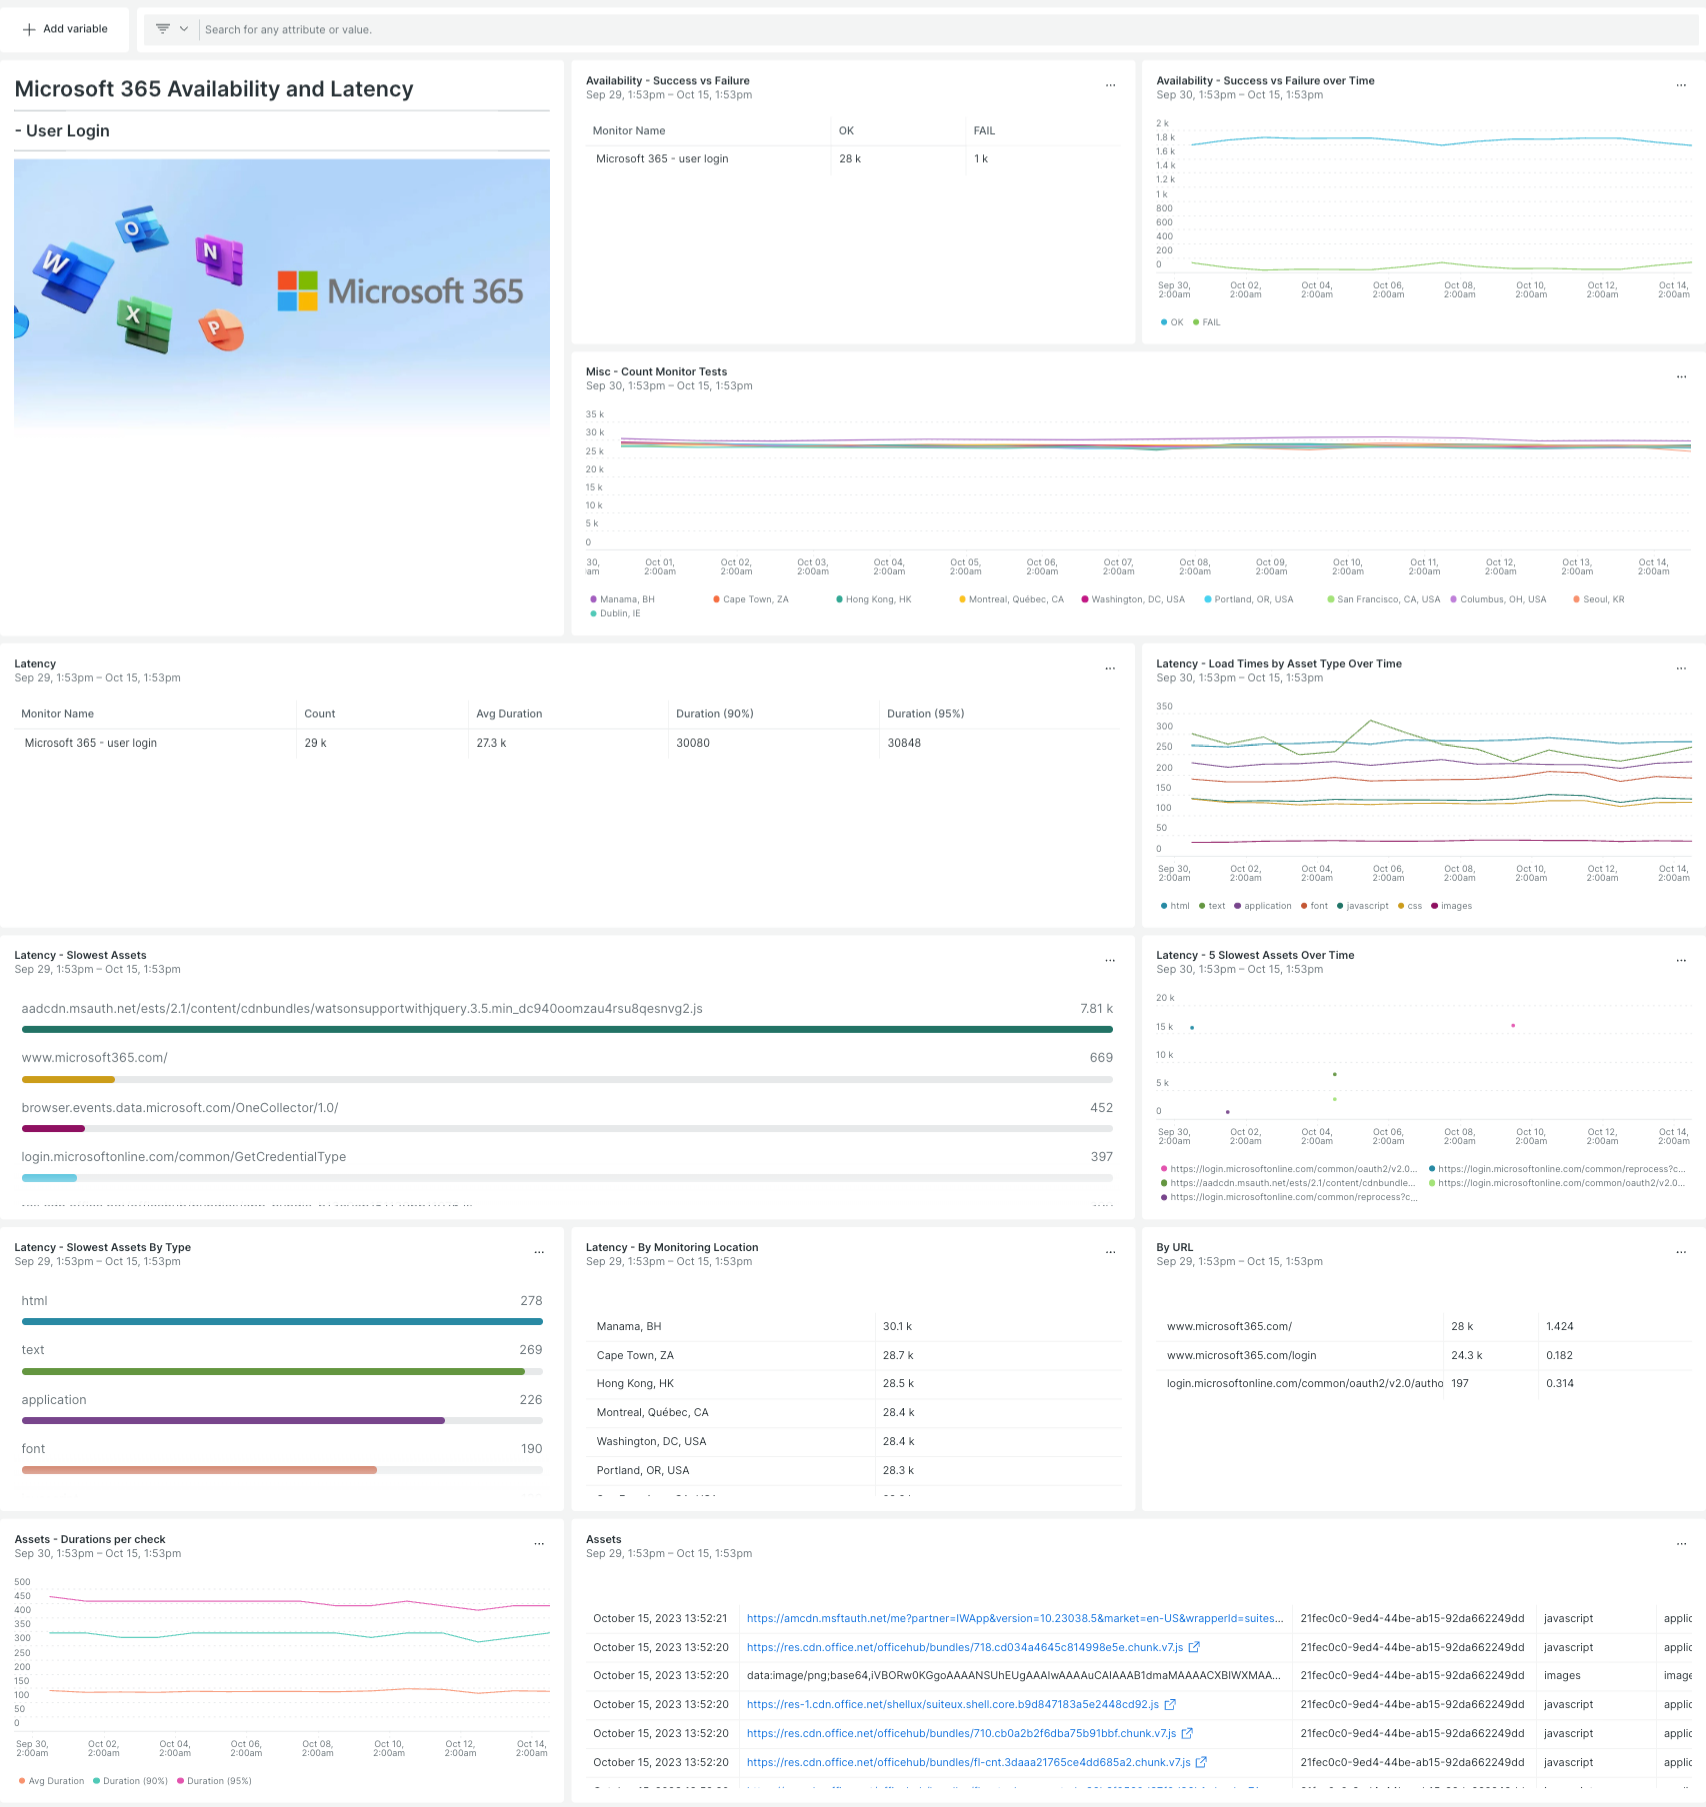 Add variable
Search for any attribute or value.
Microsoft 365 Availability and Latency
- User Login
W
O
N
X
P
Microsoft 365
Availability - Success vs Failure
...
Sep 29, 1:53pm – Oct 15, 1:53pm
Monitor Name OK FAIL
Microsoft 365 - user login 28 k 1 k
Availability - Success vs Failure over Time
...
Sep 30, 1:53pm – Oct 15, 1:53pm
2 k
1.8 k
1.6 k
1.4 k
1.2 k
1 k
800
600
400
200
0
Sep 30, Oct 02, Oct 04, Oct 06, Oct 08, Oct 10, Oct 12, Oct 14,
2:00am 2:00am 2:00am 2:00am 2:00am 2:00am 2:00am 2:00am
OK FAIL
Misc - Count Monitor Tests
...
Sep 30, 1:53pm – Oct 15, 1:53pm
35 k
30 k
25 k
20 k
15 k
10 k
5 k
0
30, Oct 01, Oct 02, Oct 03, Oct 04, Oct 05, Oct 06, Oct 07, Oct 08, Oct 09, Oct 10, Oct 11, Oct 12, Oct 13, Oct 14,
am 2:00am 2:00am 2:00am 2:00am 2:00am 2:00am 2:00am 2:00am 2:00am 2:00am 2:00am 2:00am 2:00am 2:00am
Manama, BH Cape Town, ZA Hong Kong, HK Montreal, Québec, CA Washington, DC, USA Portland, OR, USA San Francisco, CA, USA Columbus, OH, USA Seoul, KR
Dublin, IE
Latency
...
Sep 29, 1:53pm – Oct 15, 1:53pm
Monitor Name Count Avg Duration Duration (90%) Duration (95%)
Microsoft 365 - user login 29 k 27.3 k 30080 30848
Latency - Load Times by Asset Type Over Time
...
Sep 30, 1:53pm – Oct 15, 1:53pm
350
300
250
200
150
100
50
0
Sep 30, Oct 02, Oct 04, Oct 06, Oct 08, Oct 10, Oct 12, Oct 14,
2:00am 2:00am 2:00am 2:00am 2:00am 2:00am 2:00am 2:00am
html text application font javascript css images
Latency - Slowest Assets
...
Sep 29, 1:53pm – Oct 15, 1:53pm
aadcdn.msauth.net/ests/2.1/content/cdnbundles/watsonsupportwithjquery.3.5.min_dc940oomzau4rsu8qesnvg2.js 7.81 k
www.microsoft365.com/ 669
browser.events.data.microsoft.com/OneCollector/1.0/ 452
login.microsoftonline.com/common/GetCredentialType 397
Latency - 5 Slowest Assets Over Time
...
Sep 30, 1:53pm – Oct 15, 1:53pm
20 k
15 k
10 k
5 k
0
Sep 30, Oct 02, Oct 04, Oct 06, Oct 08, Oct 10, Oct 12, Oct 14,
2:00am 2:00am 2:00am 2:00am 2:00am 2:00am 2:00am 2:00am
https://login.microsoftonline.com/common/oauth2/v2.0... https://login.microsoftonline.com/common/reprocess?c...
https://aadcdn.msauth.net/ests/2.1/content/cdnbundle... https://login.microsoftonline.com/common/oauth2/v2.0...
https://login.microsoftonline.com/common/reprocess?c...
Latency - Slowest Assets By Type
...
Sep 29, 1:53pm – Oct 15, 1:53pm
html 278
text 269
application 226
font 190
Latency - By Monitoring Location
...
Sep 29, 1:53pm – Oct 15, 1:53pm
Manama, BH 30.1 k
Cape Town, ZA 28.7 k
Hong Kong, HK 28.5 k
Montreal, Québec, CA 28.4 k
Washington, DC, USA 28.4 k
Portland, OR, USA 28.3 k
By URL
...
Sep 29, 1:53pm – Oct 15, 1:53pm
www.microsoft365.com/ 28 k 1.424
www.microsoft365.com/login 24.3 k 0.182
login.microsoftonline.com/common/oauth2/v2.0/autho 197 0.314
Assets - Durations per check
...
Sep 30, 1:53pm – Oct 15, 1:53pm
500
450
400
350
300
250
200
150
100
50
0
Sep 30, Oct 02, Oct 04, Oct 06, Oct 08, Oct 10, Oct 12, Oct 14,
2:00am 2:00am 2:00am 2:00am 2:00am 2:00am 2:00am 2:00am
Avg Duration Duration (90%) Duration (95%)
Assets
...
Sep 29, 1:53pm – Oct 15, 1:53pm
October 15, 2023 13:52:21 https://amcdn.msftauth.net/me?partner=IWApp&version=10.23038.5&market=en-US&wrapperId=suites... 21fec0c0-9ed4-44be-ab15-92da662249dd javascript applic
October 15, 2023 13:52:20 https://res.cdn.office.net/officehub/bundles/718.cd034a4645c814998e5e.chunk.v7.js 21fec0c0-9ed4-44be-ab15-92da662249dd javascript applic
October 15, 2023 13:52:20 data:image/png;base64,iVBORw0KGgoAAAANSUhEUgAAAIwAAAAuCAIAAAB1dmaMAAAACXBIWXMAA... 21fec0c0-9ed4-44be-ab15-92da662249dd images image
October 15, 2023 13:52:20 https://res-1.cdn.office.net/shellux/suiteux.shell.core.b9d847183a5e2448cd92.js 21fec0c0-9ed4-44be-ab15-92da662249dd javascript applic
October 15, 2023 13:52:20 https://res.cdn.office.net/officehub/bundles/710.cb0a2b2f6dba75b91bbf.chunk.v7.js 21fec0c0-9ed4-44be-ab15-92da662249dd javascript applic
October 15, 2023 13:52:20 https://res.cdn.office.net/officehub/bundles/fl-cnt.3daaa21765ce4dd685a2.chunk.v7.js 21fec0c0-9ed4-44be-ab15-92da662249dd javascript applic